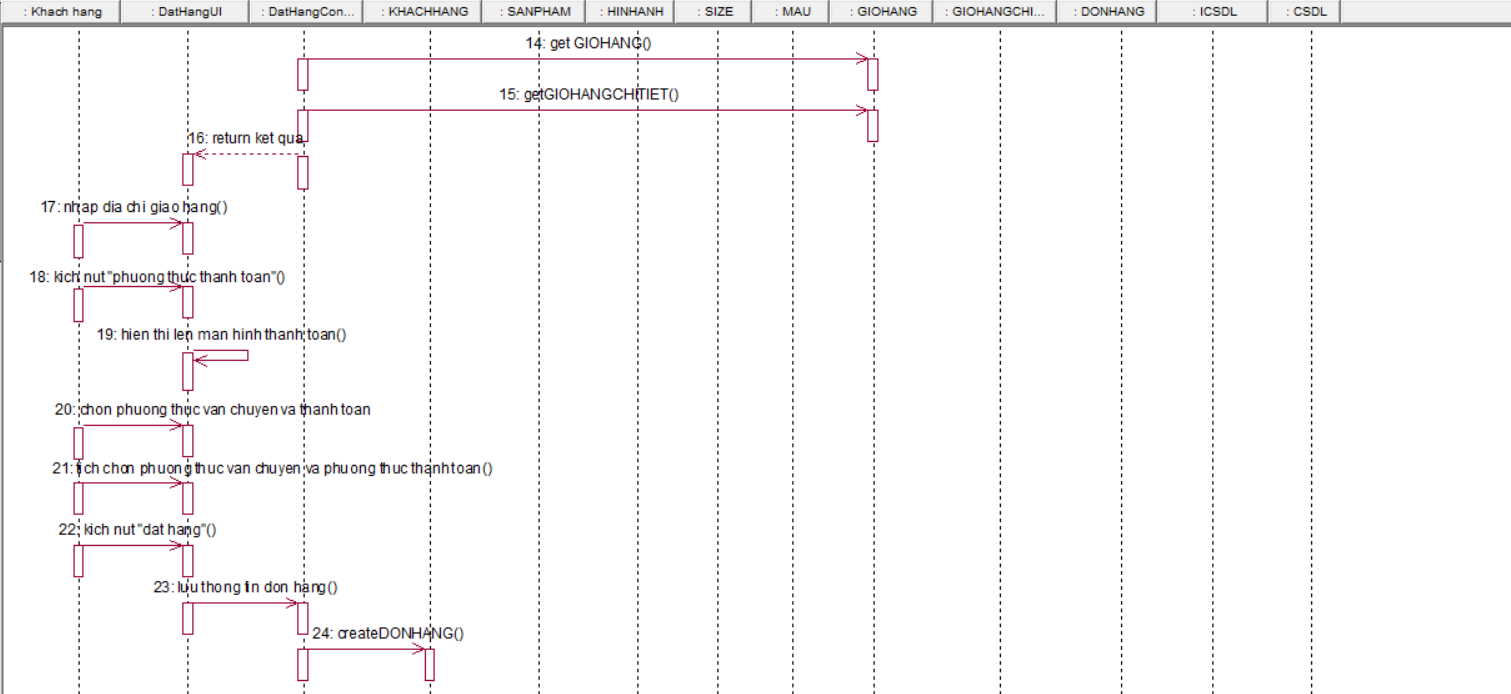 : Khach hang : DatHangUI : DatHangCon... : KHACHHANG : SANPHAM : HINHANH : SIZE : MAU : GIOHANG : GIOHANGCHI... : DONHANG : ICSDL : CSDL
14: get GIOHANG()
15: getGIOHANGCHITIET()
16: return ket qua
17: nhap dia chi giao hang()
18: kich nut "phuong thuc thanh toan"()
19: hien thi len man hinh thanh toan()
20: chon phuong thuc van chuyen va thanh toan
21: tich chon phuong thuc van chuyen va phuong thuc thanh toan()
22: kich nut "dat hang"()
23: luu thong tin don hang()
24: createDONHANG()